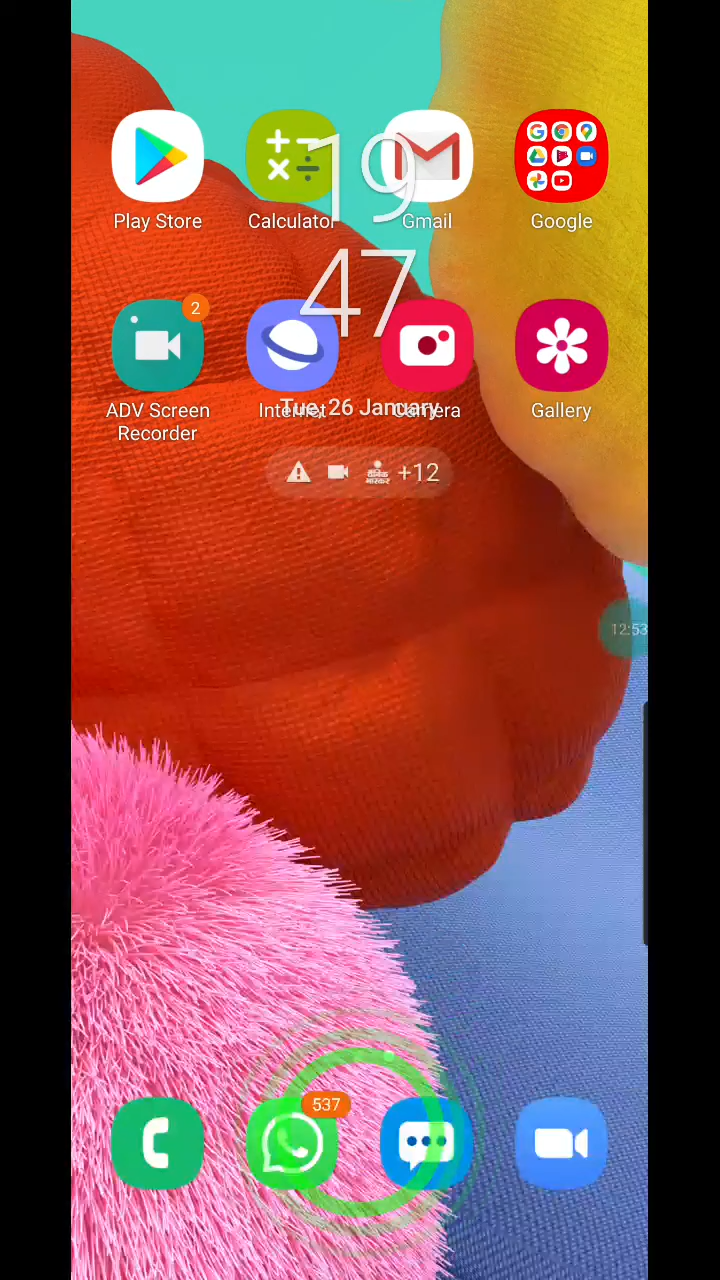 19
47
Play Store
Calculator
Gmail
Google
2
ADV Screen
Recorder
Internet
Camera
Gallery
Tue, 26 January
दैनिक
भास्कर
+12
12:53
537